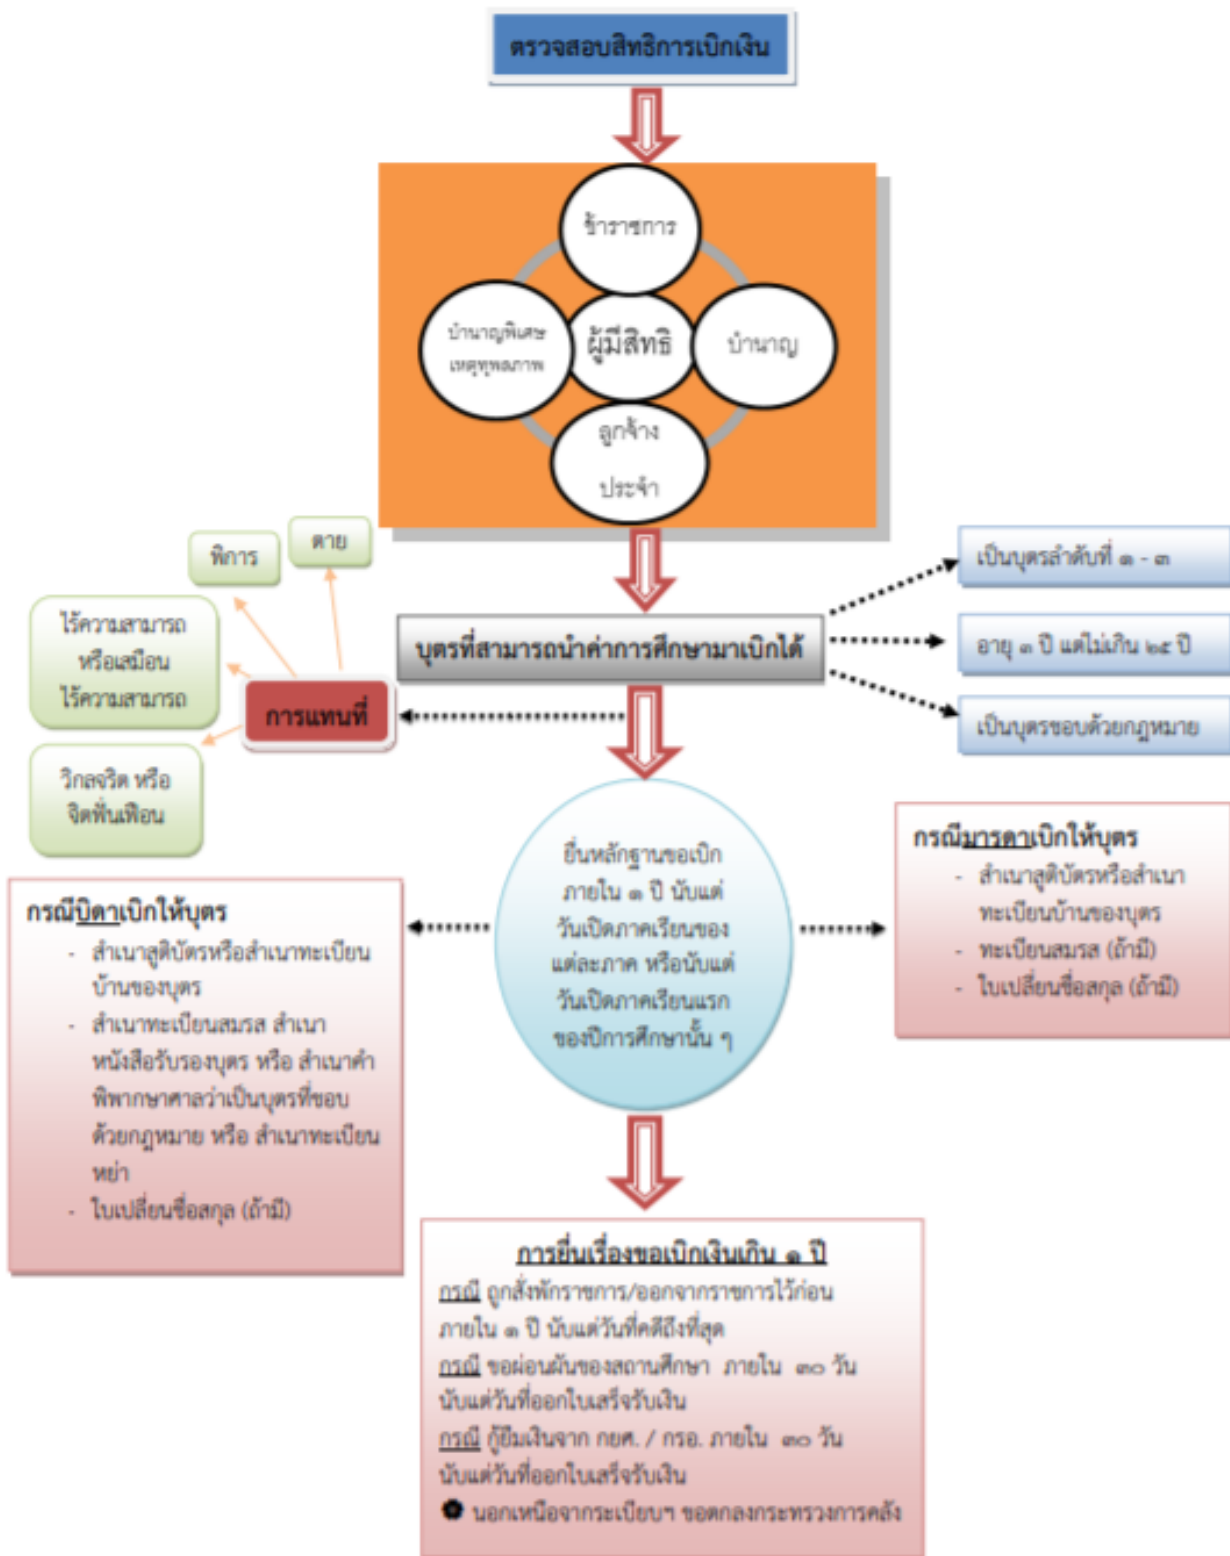 ตรวจสอบสิทธิการเบิกเงิน
ข้าราชการ
บำนาญพิเศษ
เหตุทุพลภาพ
ผู้มีสิทธิ
บำนาญ
ลูกจ้าง
ประจำ
ตาย
พิการ
ไร้ความสามารถ
หรือเสมือน
ไร้ความสามารถ
วิกลจริต หรือ
จิตฟั่นเฟือน
การแทนที่
บุตรที่สามารถนำค่าการศึกษามาเบิกได้
เป็นบุตรลำดับที่ ๑ - ๓
อายุ ๓ ปี แต่ไม่เกิน ๒๕ ปี
เป็นบุตรชอบด้วยกฎหมาย
ยื่นหลักฐานขอเบิก
ภายใน ๑ ปี นับแต่
วันเปิดภาคเรียนของ
แต่ละภาค หรือนับแต่
วันเปิดภาคเรียนแรก
ของปีการศึกษานั้น ๆ
กรณีบิดาเบิกให้บุตร
- สำเนาสูติบัตรหรือสำเนาทะเบียน
บ้านของบุตร
- สำเนาทะเบียนสมรส สำเนา
หนังสือรับรองบุตร หรือ สำเนาคำ
พิพากษาศาลว่าเป็นบุตรที่ชอบ
ด้วยกฎหมาย หรือ สำเนาทะเบียน
หย่า
- ใบเปลี่ยนชื่อสกุล (ถ้ามี)
กรณีมารดาเบิกให้บุตร
- สำเนาสูติบัตรหรือสำเนา
ทะเบียนบ้านของบุตร
- ทะเบียนสมรส (ถ้ามี)
- ใบเปลี่ยนชื่อสกุล (ถ้ามี)
การยื่นเรื่องขอเบิกเงินเกิน ๑ ปี
กรณี ถูกสั่งพักราชการ/ออกจากราชการไว้ก่อน
ภายใน ๑ ปี นับแต่วันที่คดีถึงที่สุด
กรณี ขอผ่อนผันของสถานศึกษา ภายใน ๓๐ วัน
นับแต่วันที่ออกใบเสร็จรับเงิน
กรณี กู้ยืมเงินจาก กยศ. / กรอ. ภายใน ๓๐ วัน
นับแต่วันที่ออกใบเสร็จรับเงิน
นอกเหนือจากระเบียบฯ ขอตกลงกระทรวงการคลัง